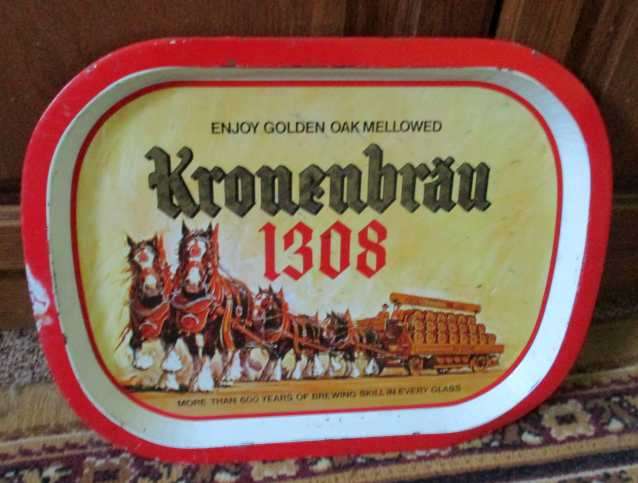 ENJOY GOLDEN OAK MELLOWED
Kronenbräu
1308
MORE THAN 600 YEARS OF BREWING SKILL IN EVERY GLASS